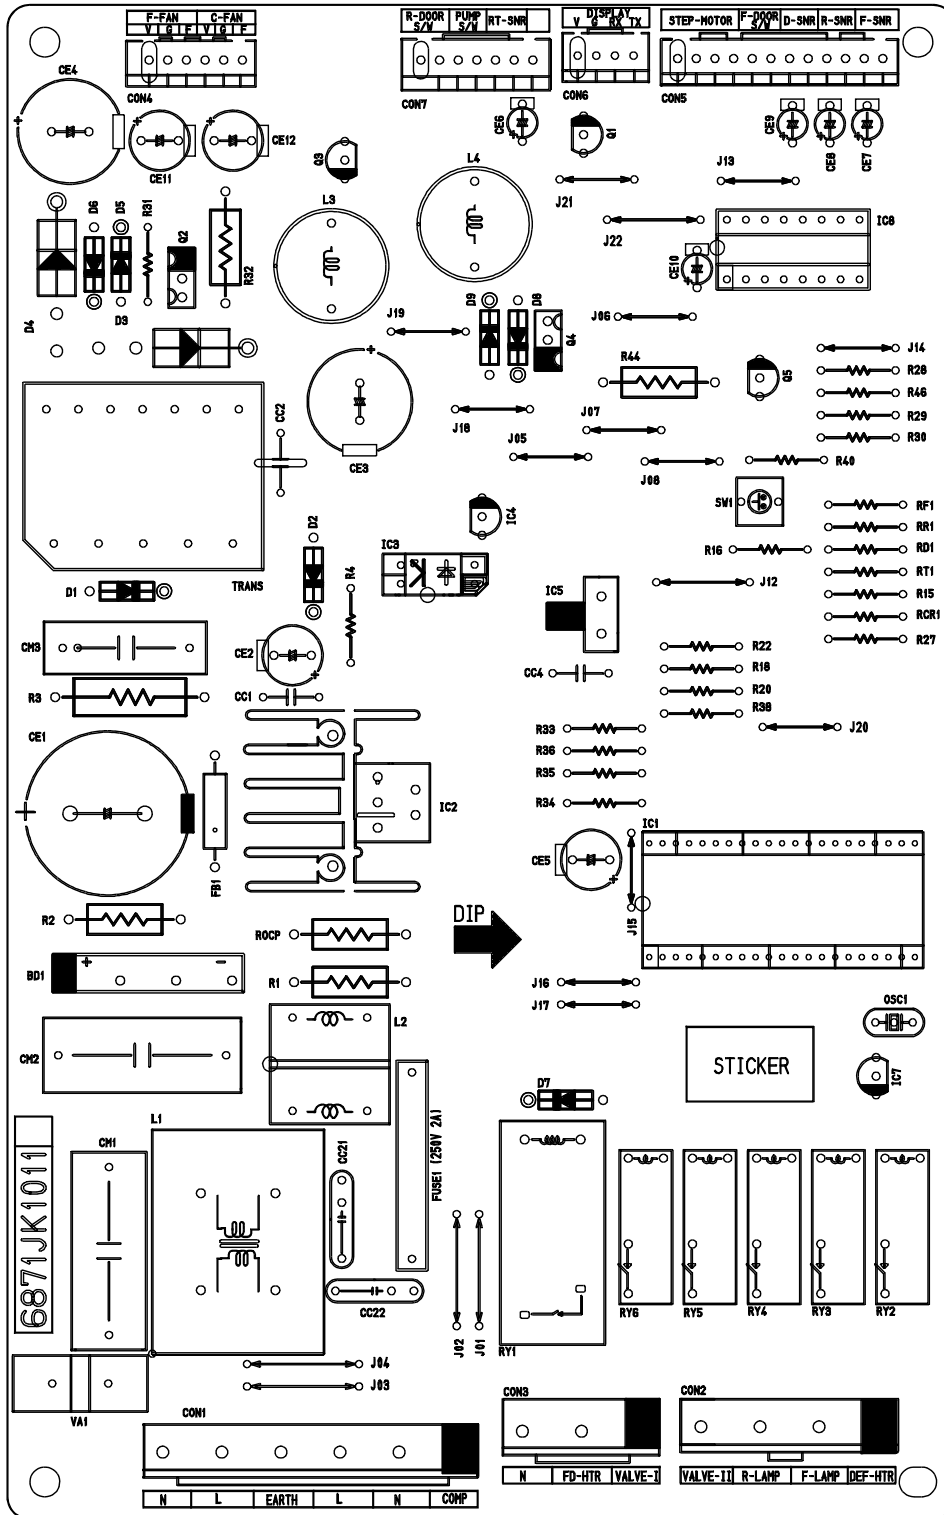 F-FAN C-FAN
V G F V G F
CON4
R-DOOR S/W PUMP S/W RT-SNR
CON7
DISPLAY
V G RX TX
CON6
STEP-MOTOR F-DOOR S/W D-SNR R-SNR F-SNR
CON5
CE4
CE11
CE12
Q3
CE6
Q1
CE9
CE8
CE7
J13
J21
L4
L3
J22
IC6
CE10
D6
D5
R31
Q2
R32
D4
D3
J19
J06
D9
D8
Q4
J14
R28
R46
R29
R30
R44
Q5
CC2
CE3
J18
J07
J05
J08
R40
SW1
IC4
RF1
RR1
RD1
RT1
R15
RCR1
R27
R16
D2
IC3
R4
D1
TRANS
IC5
J12
CM3
CE2
CC4
R22
R18
R20
R38
R3
CC1
J20
CE1
R33
R36
R35
R34
IC2
IC1
CE5
FB1
J15
R2
ROCP
DIP
BD1
+ -
R1
J16
J17
OSC1
L2
CM2
STICKER
IC7
D7
L1
CM1
CC21
FUSE1 (250V 2A)
6871JK1011
CC22
J02
J01
RY1
RY6
RY5
RY4
RY3
RY2
J04
J03
VA1
CON1
CON3
CON2
N L EARTH L N COMP
N FD-HTR VALVE-I
VALVE-II R-LAMP F-LAMP DEF-HTR